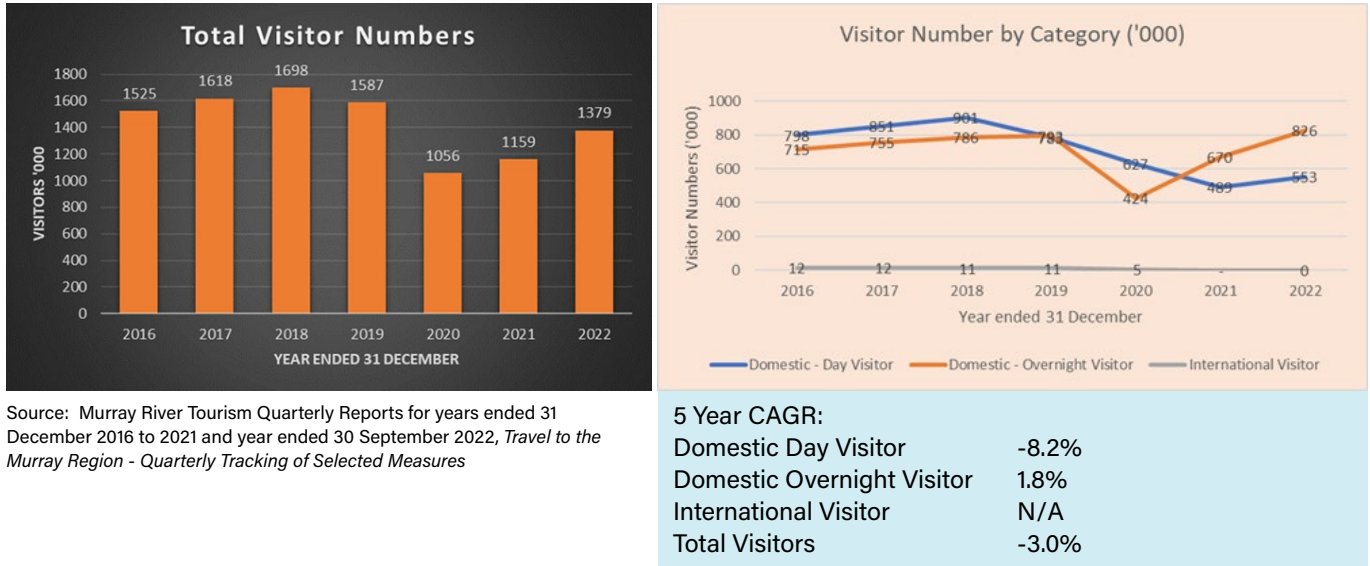 Total Visitor Numbers
VISITORS '000
1800
1600
1400
1200
1000
800
600
400
200
0
1525
1618
1698
1587
1056
1159
1379
2016 2017 2018 2019 2020 2021 2022
YEAR ENDED 31 DECEMBER
Source: Murray River Tourism Quarterly Reports for years ended 31
December 2016 to 2021 and year ended 30 September 2022, Travel to the
Murray Region - Quarterly Tracking of Selected Measures
Visitor Number by Category ('000)
Visitor Numbers ('000)
1000
800
600
400
200
0
798 851 901 783 627 489 553
715 755 786 793 424 670 826
12 12 11 11 5 - 0
2016 2017 2018 2019 2020 2021 2022
Year ended 31 December
Domestic - Day Visitor Domestic - Overnight Visitor International Visitor
5 Year CAGR:
Domestic Day Visitor -8.2%
Domestic Overnight Visitor 1.8%
International Visitor N/A
Total Visitors -3.0%